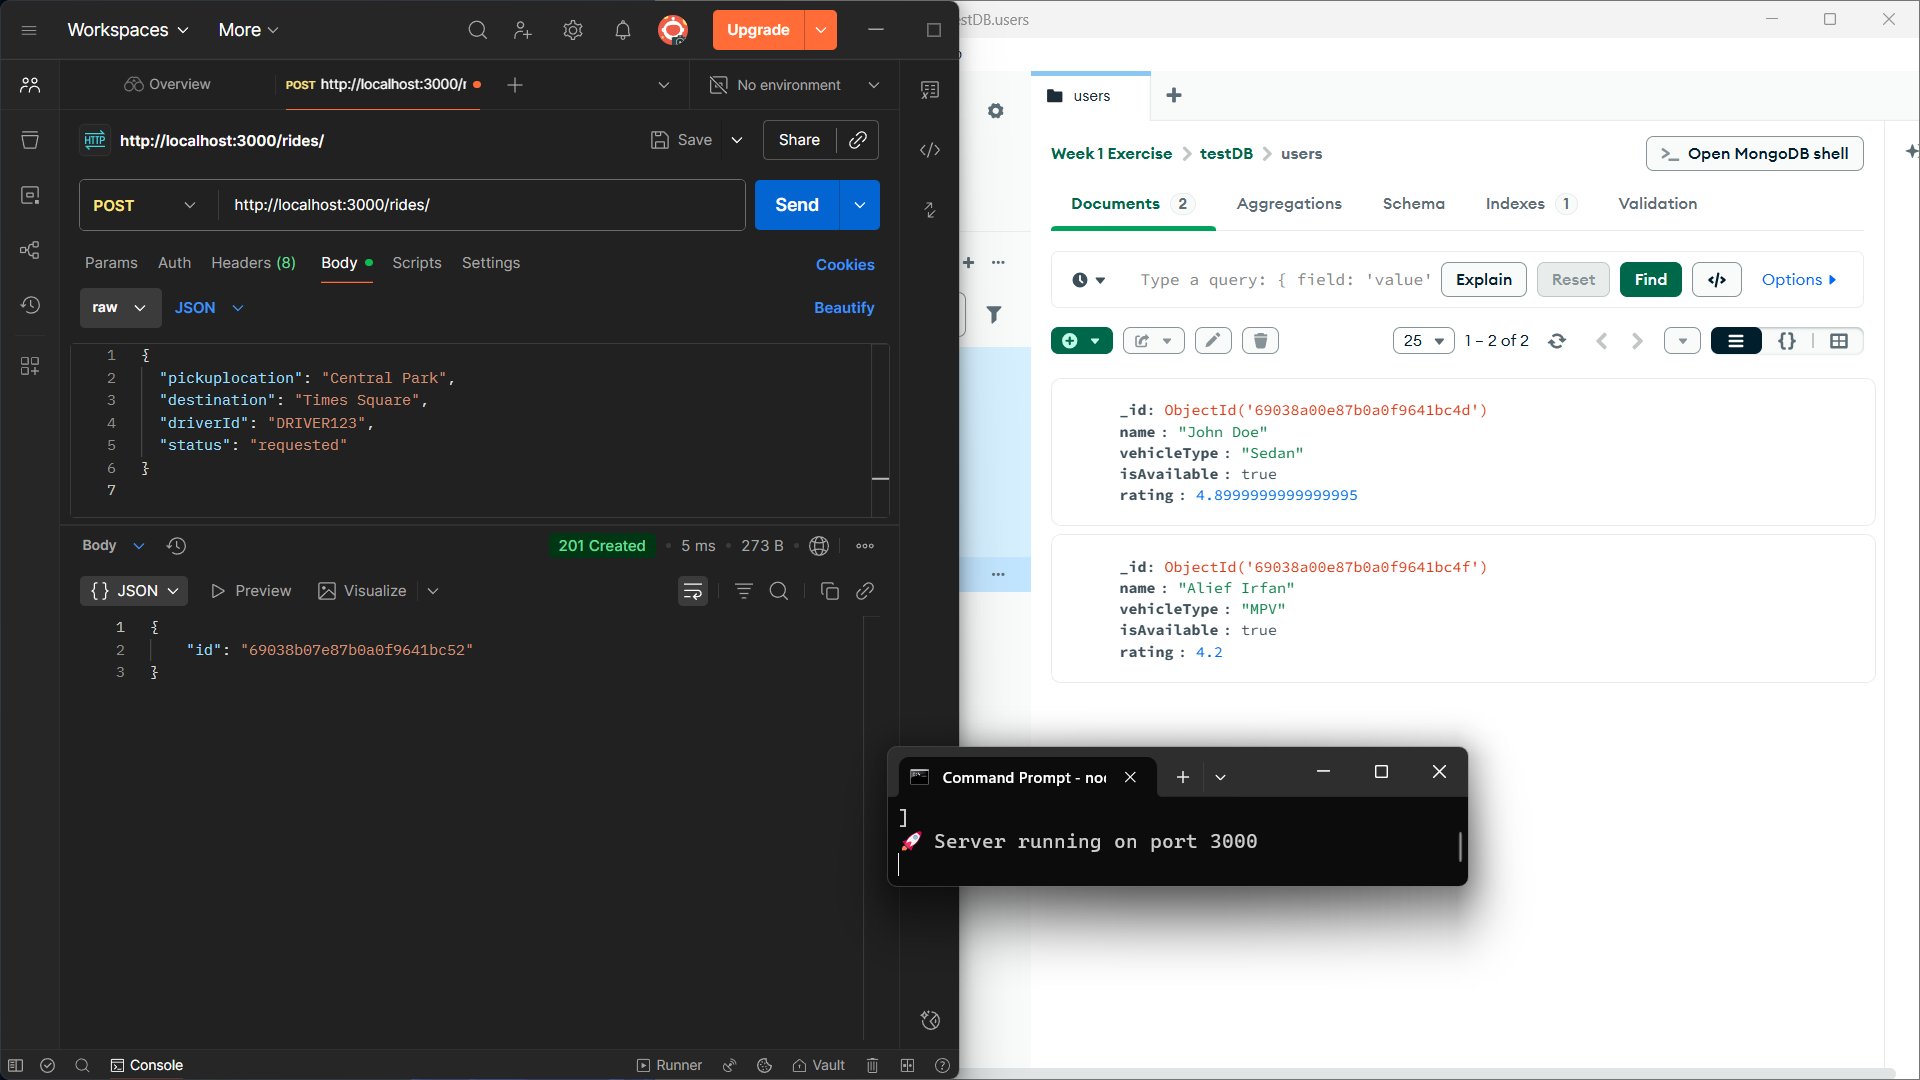 Workspaces
More
Upgrade
Overview
POST http://localhost:3000/r
No environment
HTTP
http://localhost:3000/rides/
Save
Share
POST
http://localhost:3000/rides/
Send
Params
Auth
Headers (8)
Body
Scripts
Settings
Cookies
raw
JSON
Beautify
1 {
2 "pickuplocation": "Central Park",
3 "destination": "Times Square",
4 "driverId": "DRIVER123",
5 "status": "requested"
6 }
7
Body
201 Created
5 ms
273 B
{} JSON
Preview
Visualize
1 {
2 "id": "69038b07e87b0a0f9641bc52"
3 }
Console
Runner
Vault
stDB.users
users
Week 1 Exercise
testDB
users
>_ Open MongoDB shell
Documents 2
Aggregations
Schema
Indexes 1
Validation
Type a query: { field: 'value'
Explain
Reset
Find
</>
Options
25
1 – 2 of 2
{}
_id: ObjectId('69038a00e87b0a0f9641bc4d')
name : "John Doe"
vehicleType : "Sedan"
isAvailable : true
rating : 4.8999999999999995
_id: ObjectId('69038a00e87b0a0f9641bc4f')
name : "Alief Irfan"
vehicleType : "MPV"
isAvailable : true
rating : 4.2
Command Prompt - no
]
🚀 Server running on port 3000